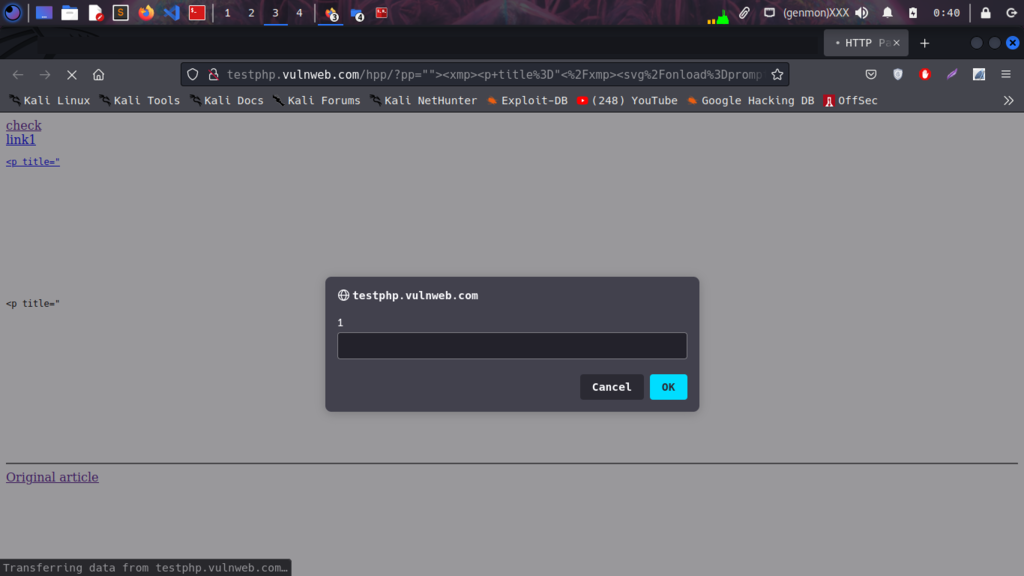 1 2 3 4 3 4 (genmon)XXX 0:40
• HTTP Pa
testphp.vulnweb.com/hpp/?pp=""><xmp><p+title%3D"<%2Fxmp><svg%2Fonload%3Dpromp
Kali Linux Kali Tools Kali Docs Kali Forums Kali NetHunter Exploit-DB (248) YouTube Google Hacking DB OffSec
check
link1
<p title="
<p title="
testphp.vulnweb.com
1
Cancel OK
Original article
Transferring data from testphp.vulnweb.com…